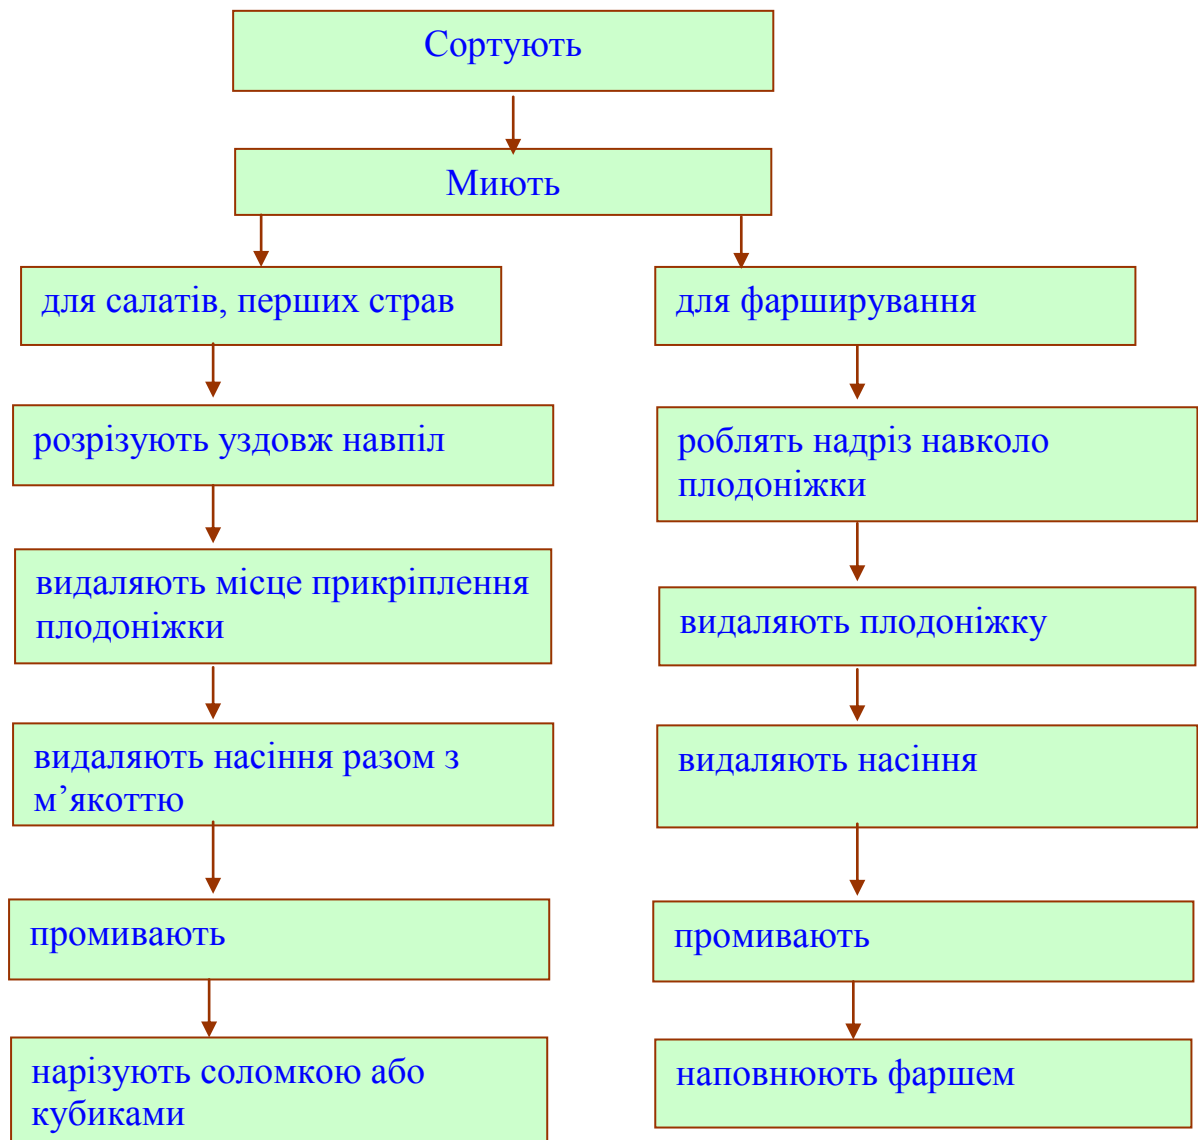 Сортують
Миють
для салатів, перших страв
розрізують уздовж навпіл
видаляють місце прикріплення
плодоніжки
видаляють насіння разом з
м’якоттю
промивають
нарізують соломкою або
кубиками
для фарширування
роблять надріз навколо
плодоніжки
видаляють плодоніжку
видаляють насіння
промивають
наповнюють фаршем